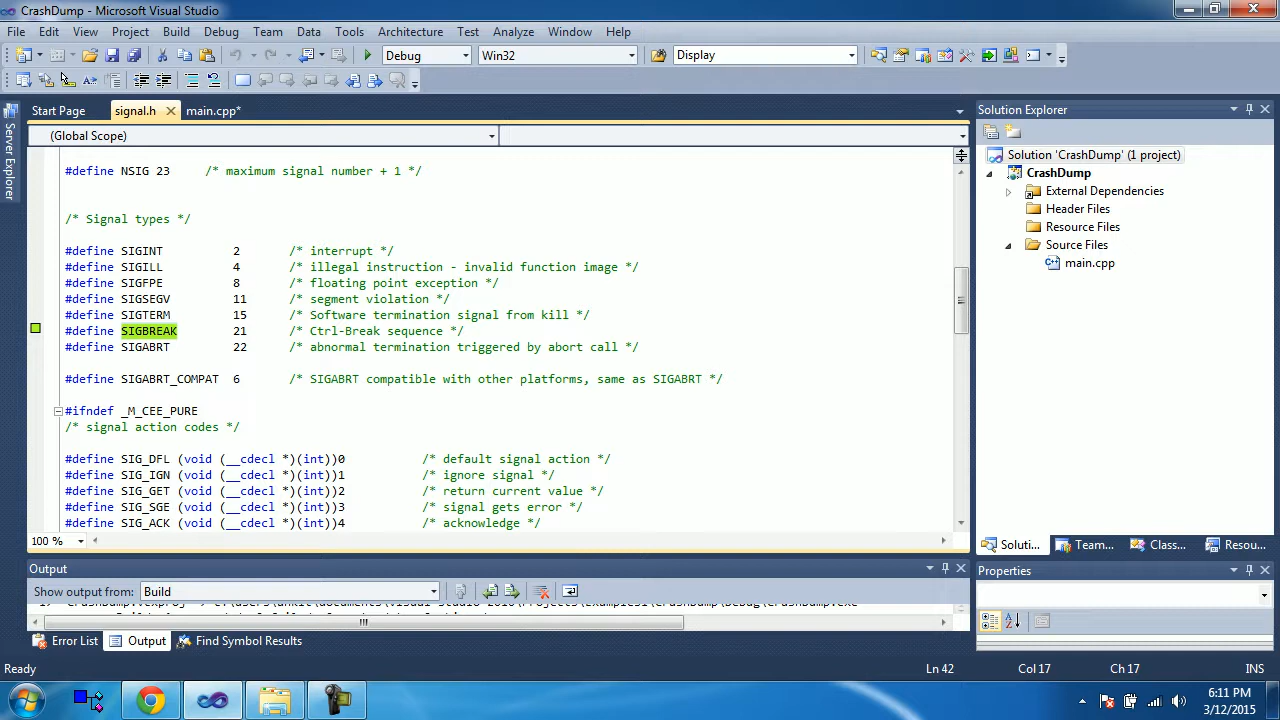 CrashDump - Microsoft Visual Studio
File Edit View Project Build Debug Team Data Tools Architecture Test Analyze Window Help
Debug Win32 Display
Start Page signal.h main.cpp*
Server Explorer
(Global Scope)
#define NSIG 23 /* maximum signal number + 1 */
/* Signal types */
#define SIGINT 2 /* interrupt */
#define SIGILL 4 /* illegal instruction - invalid function image */
#define SIGFPE 8 /* floating point exception */
#define SIGSEGV 11 /* segment violation */
#define SIGTERM 15 /* Software termination signal from kill */
#define SIGBREAK 21 /* Ctrl-Break sequence */
#define SIGABRT 22 /* abnormal termination triggered by abort call */
#define SIGABRT_COMPAT 6 /* SIGABRT compatible with other platforms, same as SIGABRT */
#ifndef _M_CEE_PURE
/* signal action codes */
#define SIG_DFL (void (__cdecl *)(int))0 /* default signal action */
#define SIG_IGN (void (__cdecl *)(int))1 /* ignore signal */
#define SIG_GET (void (__cdecl *)(int))2 /* return current value */
#define SIG_SGE (void (__cdecl *)(int))3 /* signal gets error */
#define SIG_ACK (void (__cdecl *)(int))4 /* acknowledge */
100 %
Solution Explorer
Solution 'CrashDump' (1 project)
CrashDump
External Dependencies
Header Files
Resource Files
Source Files
main.cpp
Soluti... Team... Class... Resou...
Properties
Output
Show output from: Build
Error List Output Find Symbol Results
Ready Ln 42 Col 17 Ch 17 INS
6:11 PM
3/12/2015